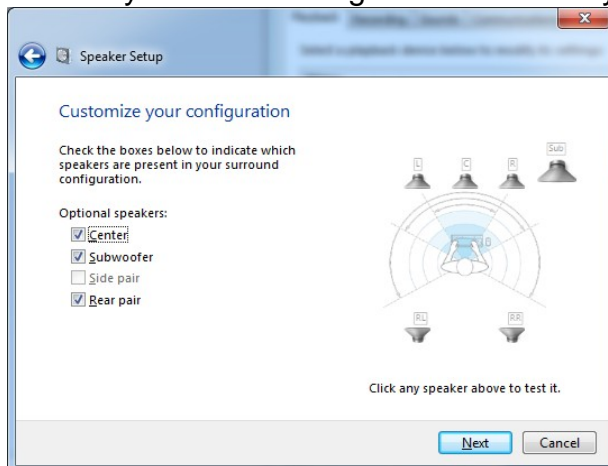 Speaker Setup
Customize your configuration
Check the boxes below to indicate which
speakers are present in your surround
configuration.
Optional speakers:
Center
Subwoofer
Side pair
Rear pair
L C R Sub
RL RR
Click any speaker above to test it.
Next Cancel